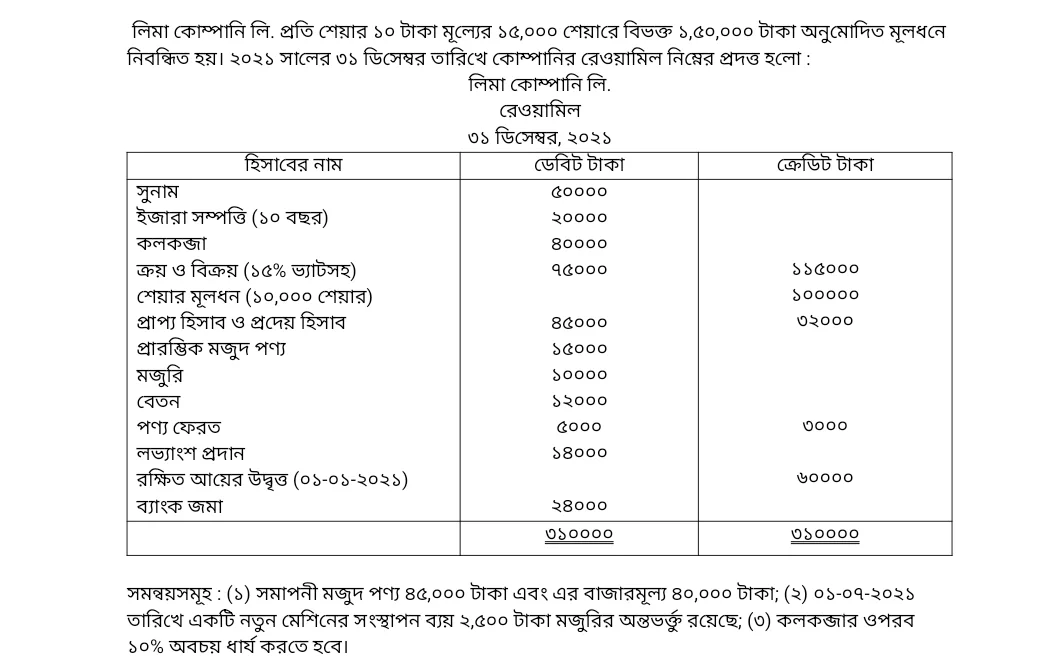 লিমা কোম্পানি লি. প্রতি শেয়ার ১০ টাকা মূল্যের ১৫,০০০ শেয়ারে বিভক্ত ১,৫০,০০০ টাকা অনুমোদিত মূলধনে
নিবন্ধিত হয়। ২০২১ সালের ৩১ ডিসেম্বর তারিখে কোম্পানির রেওয়ামিল নিম্নের প্রদত্ত হলো :
লিমা কোম্পানি লি.
রেওয়ামিল
৩১ ডিসেম্বর, ২০২১
হিসাবের নাম ডেবিট টাকা ক্রেডিট টাকা
সুনাম ৫০০০০
ইজারা সম্পত্তি (১০ বছর) ২০০০০
কলকব্জা ৪০০০০
ক্রয় ও বিক্রয় (১৫% ভ্যাটসহ) ৭৫০০০ ১১৫০০০
শেয়ার মূলধন (১০,০০০ শেয়ার) ১০০০০০
প্রাপ্য হিসাব ও প্রদেয় হিসাব ৪৫০০০ ৩২০০০
প্রারম্ভিক মজুদ পণ্য ১৫০০০
মজুরি ১০০০০
বেতন ১২০০০
পণ্য ফেরত ৫০০০ ৩০০০
লভ্যাংশ প্রদান ১৪০০০
রক্ষিত আয়ের উদ্বৃত্ত (০১-০১-২০২১) ৬০০০০
ব্যাংক জমা ২৪০০০
৩১০০০০ ৩১০০০০
সমন্বয়সমূহ : (১) সমাপনী মজুদ পণ্য ৪৫,০০০ টাকা এবং এর বাজারমূল্য ৪০,০০০ টাকা; (২) ০১-০৭-২০২১
তারিখে একটি নতুন মেশিনের সংস্থাপন ব্যয় ২,৫০০ টাকা মজুরির অন্তভর্ক্তু রয়েছে; (৩) কলকব্জার ওপরব
১০% অবচয় ধার্য করতে হবে।